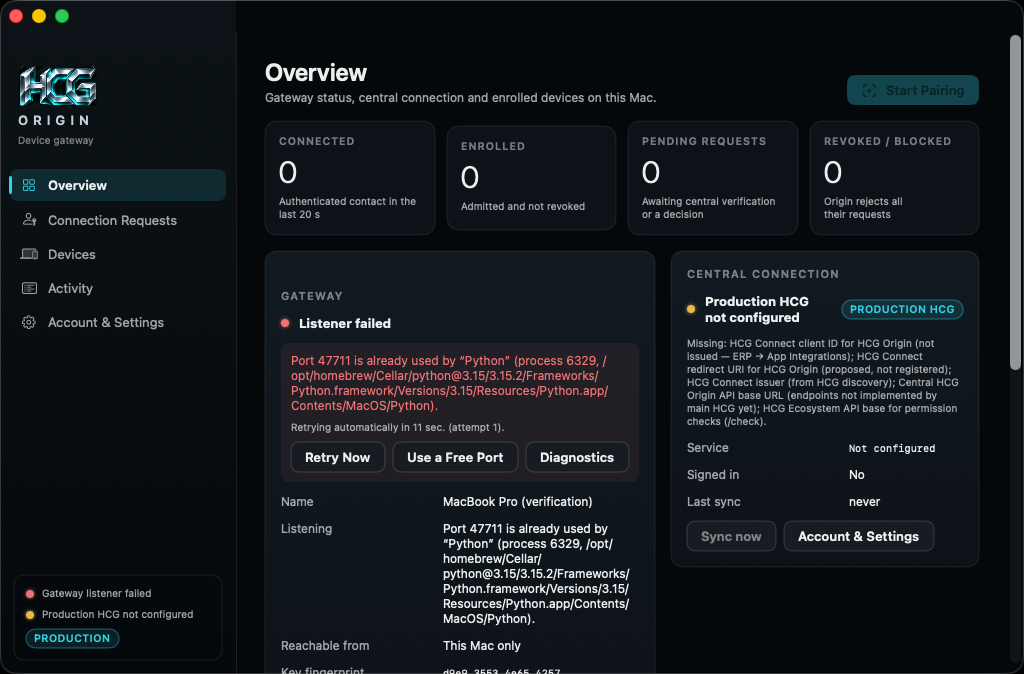 HCG
ORIGIN
Device gateway
Overview
Connection Requests
Devices
Activity
Account & Settings
Gateway listener failed
Production HCG not configured
PRODUCTION
Overview
Gateway status, central connection and enrolled devices on this Mac.
Start Pairing
CONNECTED
0
Authenticated contact in the
last 20 s
ENROLLED
0
Admitted and not revoked
PENDING REQUESTS
0
Awaiting central verification
or a decision
REVOKED / BLOCKED
0
Origin rejects all
their requests
GATEWAY
Listener failed
Port 47711 is already used by “Python” (process 6329, /
opt/homebrew/Cellar/python@3.15/3.15.2/Frameworks/
Python.framework/Versions/3.15/Resources/Python.app/
Contents/MacOS/Python).
Retrying automatically in 11 sec. (attempt 1).
Retry Now
Use a Free Port
Diagnostics
Name
MacBook Pro (verification)
Listening
Port 47711 is already used by
“Python” (process 6329, /opt/
homebrew/Cellar/
python@3.15/3.15.2/Frameworks/
Python.framework/Versions/3.15/
Resources/Python.app/Contents/
MacOS/Python).
Reachable from
This Mac only
Key fingerprint
CENTRAL CONNECTION
Production HCG
not configured
PRODUCTION HCG
Missing: HCG Connect client ID for HCG Origin (not
issued — ERP → App Integrations); HCG Connect
redirect URI for HCG Origin (proposed, not registered);
HCG Connect issuer (from HCG discovery); Central HCG
Origin API base URL (endpoints not implemented by
main HCG yet); HCG Ecosystem API base for permission
checks (/check).
Service
Not configured
Signed in
No
Last sync
never
Sync now
Account & Settings